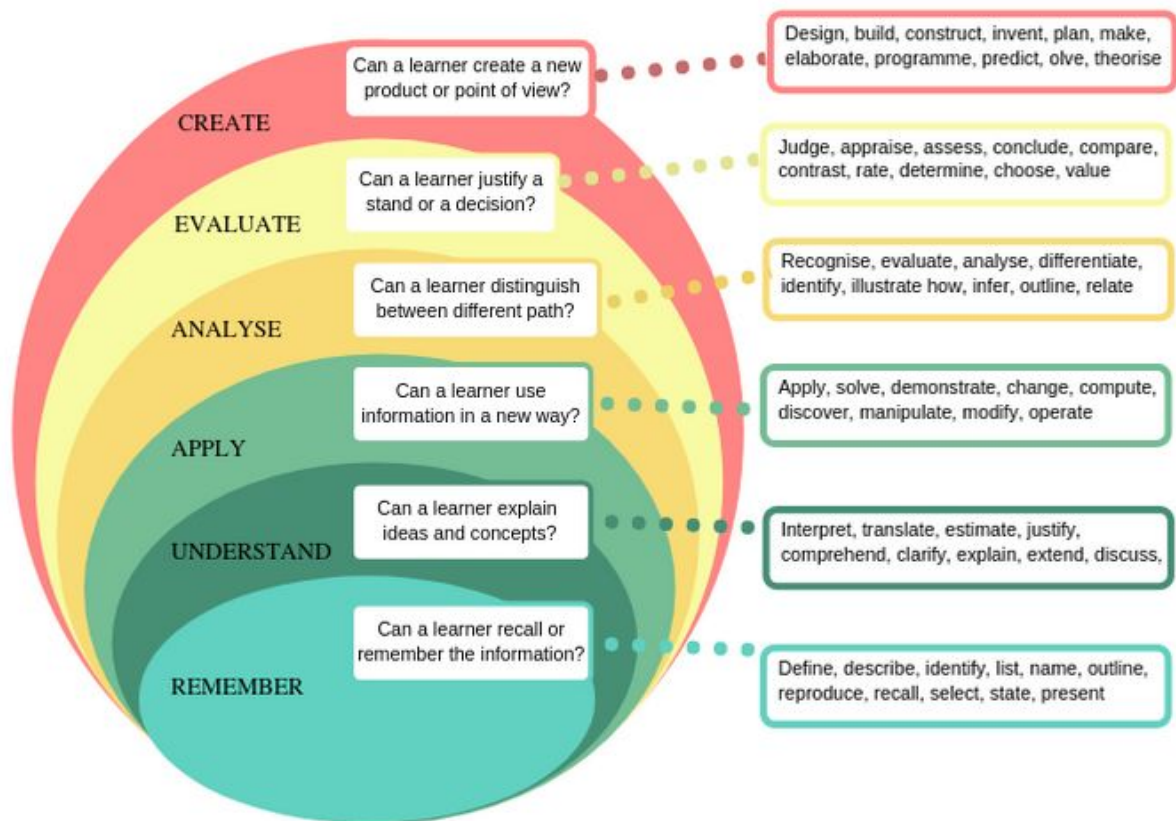 Can a learner create a new
product or point of view?
Design, build, construct, invent, plan, make,
elaborate, programme, predict, olve, theorise
CREATE
Can a learner justify a
stand or a decision?
Judge, appraise, assess, conclude, compare,
contrast, rate, determine, choose, value
EVALUATE
Can a learner distinguish
between different path?
Recognise, evaluate, analyse, differentiate,
identify, illustrate how, infer, outline, relate
ANALYSE
Can a learner use
information in a new way?
Apply, solve, demonstrate, change, compute,
discover, manipulate, modify, operate
APPLY
Can a learner explain
ideas and concepts?
Interpret, translate, estimate, justify,
comprehend, clarify, explain, extend, discuss,
UNDERSTAND
Can a learner recall or
remember the information?
Define, describe, identify, list, name, outline,
reproduce, recall, select, state, present
REMEMBER